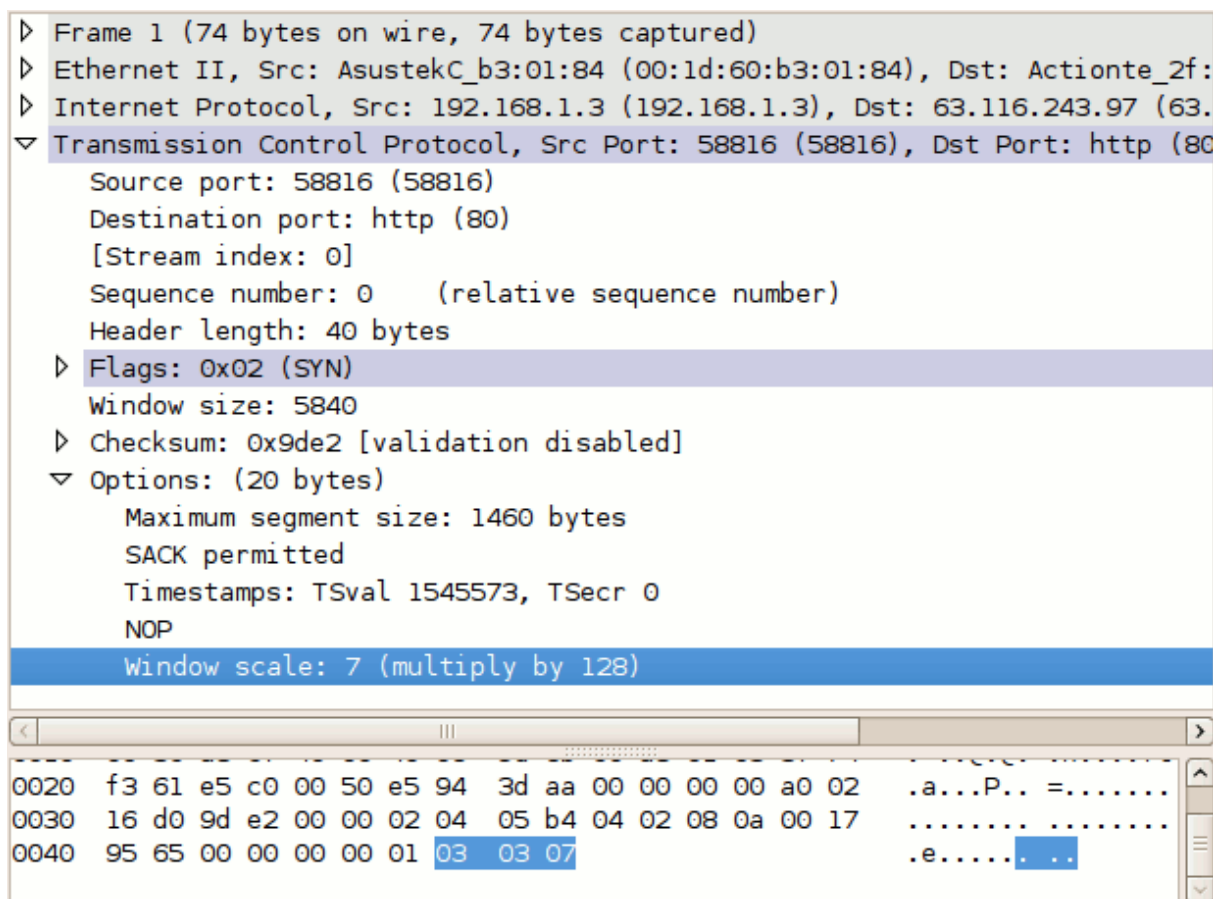 Frame 1 (74 bytes on wire, 74 bytes captured)
Ethernet II, Src: AsustekC_b3:01:84 (00:1d:60:b3:01:84), Dst: Actionte_2f:
Internet Protocol, Src: 192.168.1.3 (192.168.1.3), Dst: 63.116.243.97 (63.
Transmission Control Protocol, Src Port: 58816 (58816), Dst Port: http (80
Source port: 58816 (58816)
Destination port: http (80)
[Stream index: 0]
Sequence number: 0    (relative sequence number)
Header length: 40 bytes
Flags: 0x02 (SYN)
Window size: 5840
Checksum: 0x9de2 [validation disabled]
Options: (20 bytes)
Maximum segment size: 1460 bytes
SACK permitted
Timestamps: TSval 1545573, TSecr 0
NOP
Window scale: 7 (multiply by 128)
0020  f3 61 e5 c0 00 50 e5 94  3d aa 00 00 00 00 a0 02  .a...P.. =.......
0030  16 d0 9d e2 00 00 02 04  05 b4 04 02 08 0a 00 17  ........ ........
0040  95 65 00 00 00 00 01 03  03 07  .e...... ..